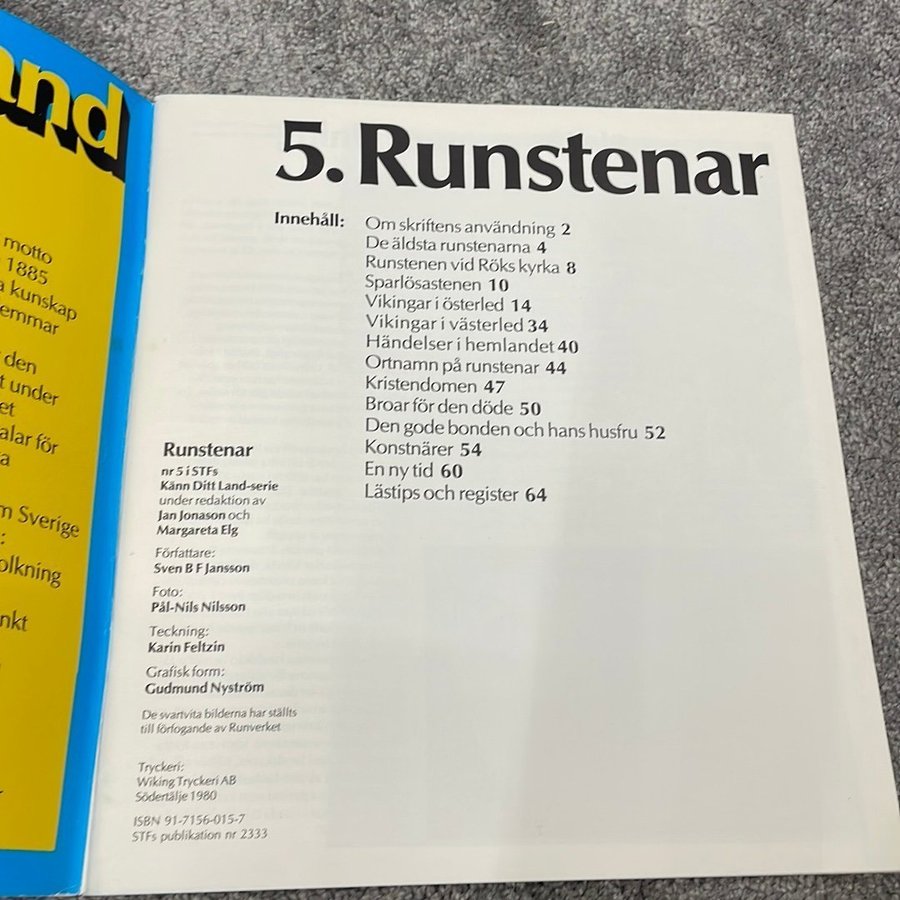 and
motto
1885
kunskap
den
under
et
alar för
a
m Sverige
:
olkning
5. Runstenar
Innehåll:
Om skriftens användning 2
De äldsta runstenarna 4
Runstenen vid Röks kyrka 8
Sparlösastenen 10
Vikingar i österled 14
Vikingar i västerled 34
Händelser i hemlandet 40
Ortnamn på runstenar 44
Kristendomen 47
Broar för den döde 50
Den gode bonden och hans husfru 52
Konstnärer 54
En ny tid 60
Lästips och register 64
Runstenar
nr 5 i STFs
Känn Ditt Land-serie
under redaktion av
Jan Jonason och
Margareta Elg
Författare:
Sven B F Jansson
Foto:
Pål-Nils Nilsson
Teckning:
Karin Feltzin
Grafisk form:
Gudmund Nyström
De svartvita bilderna har ställts
till förfogande av Runverket
Tryckeri:
Wiking Tryckeri AB
Södertälje 1980
ISBN 91-7156-015-7
STFs publikation nr 2333